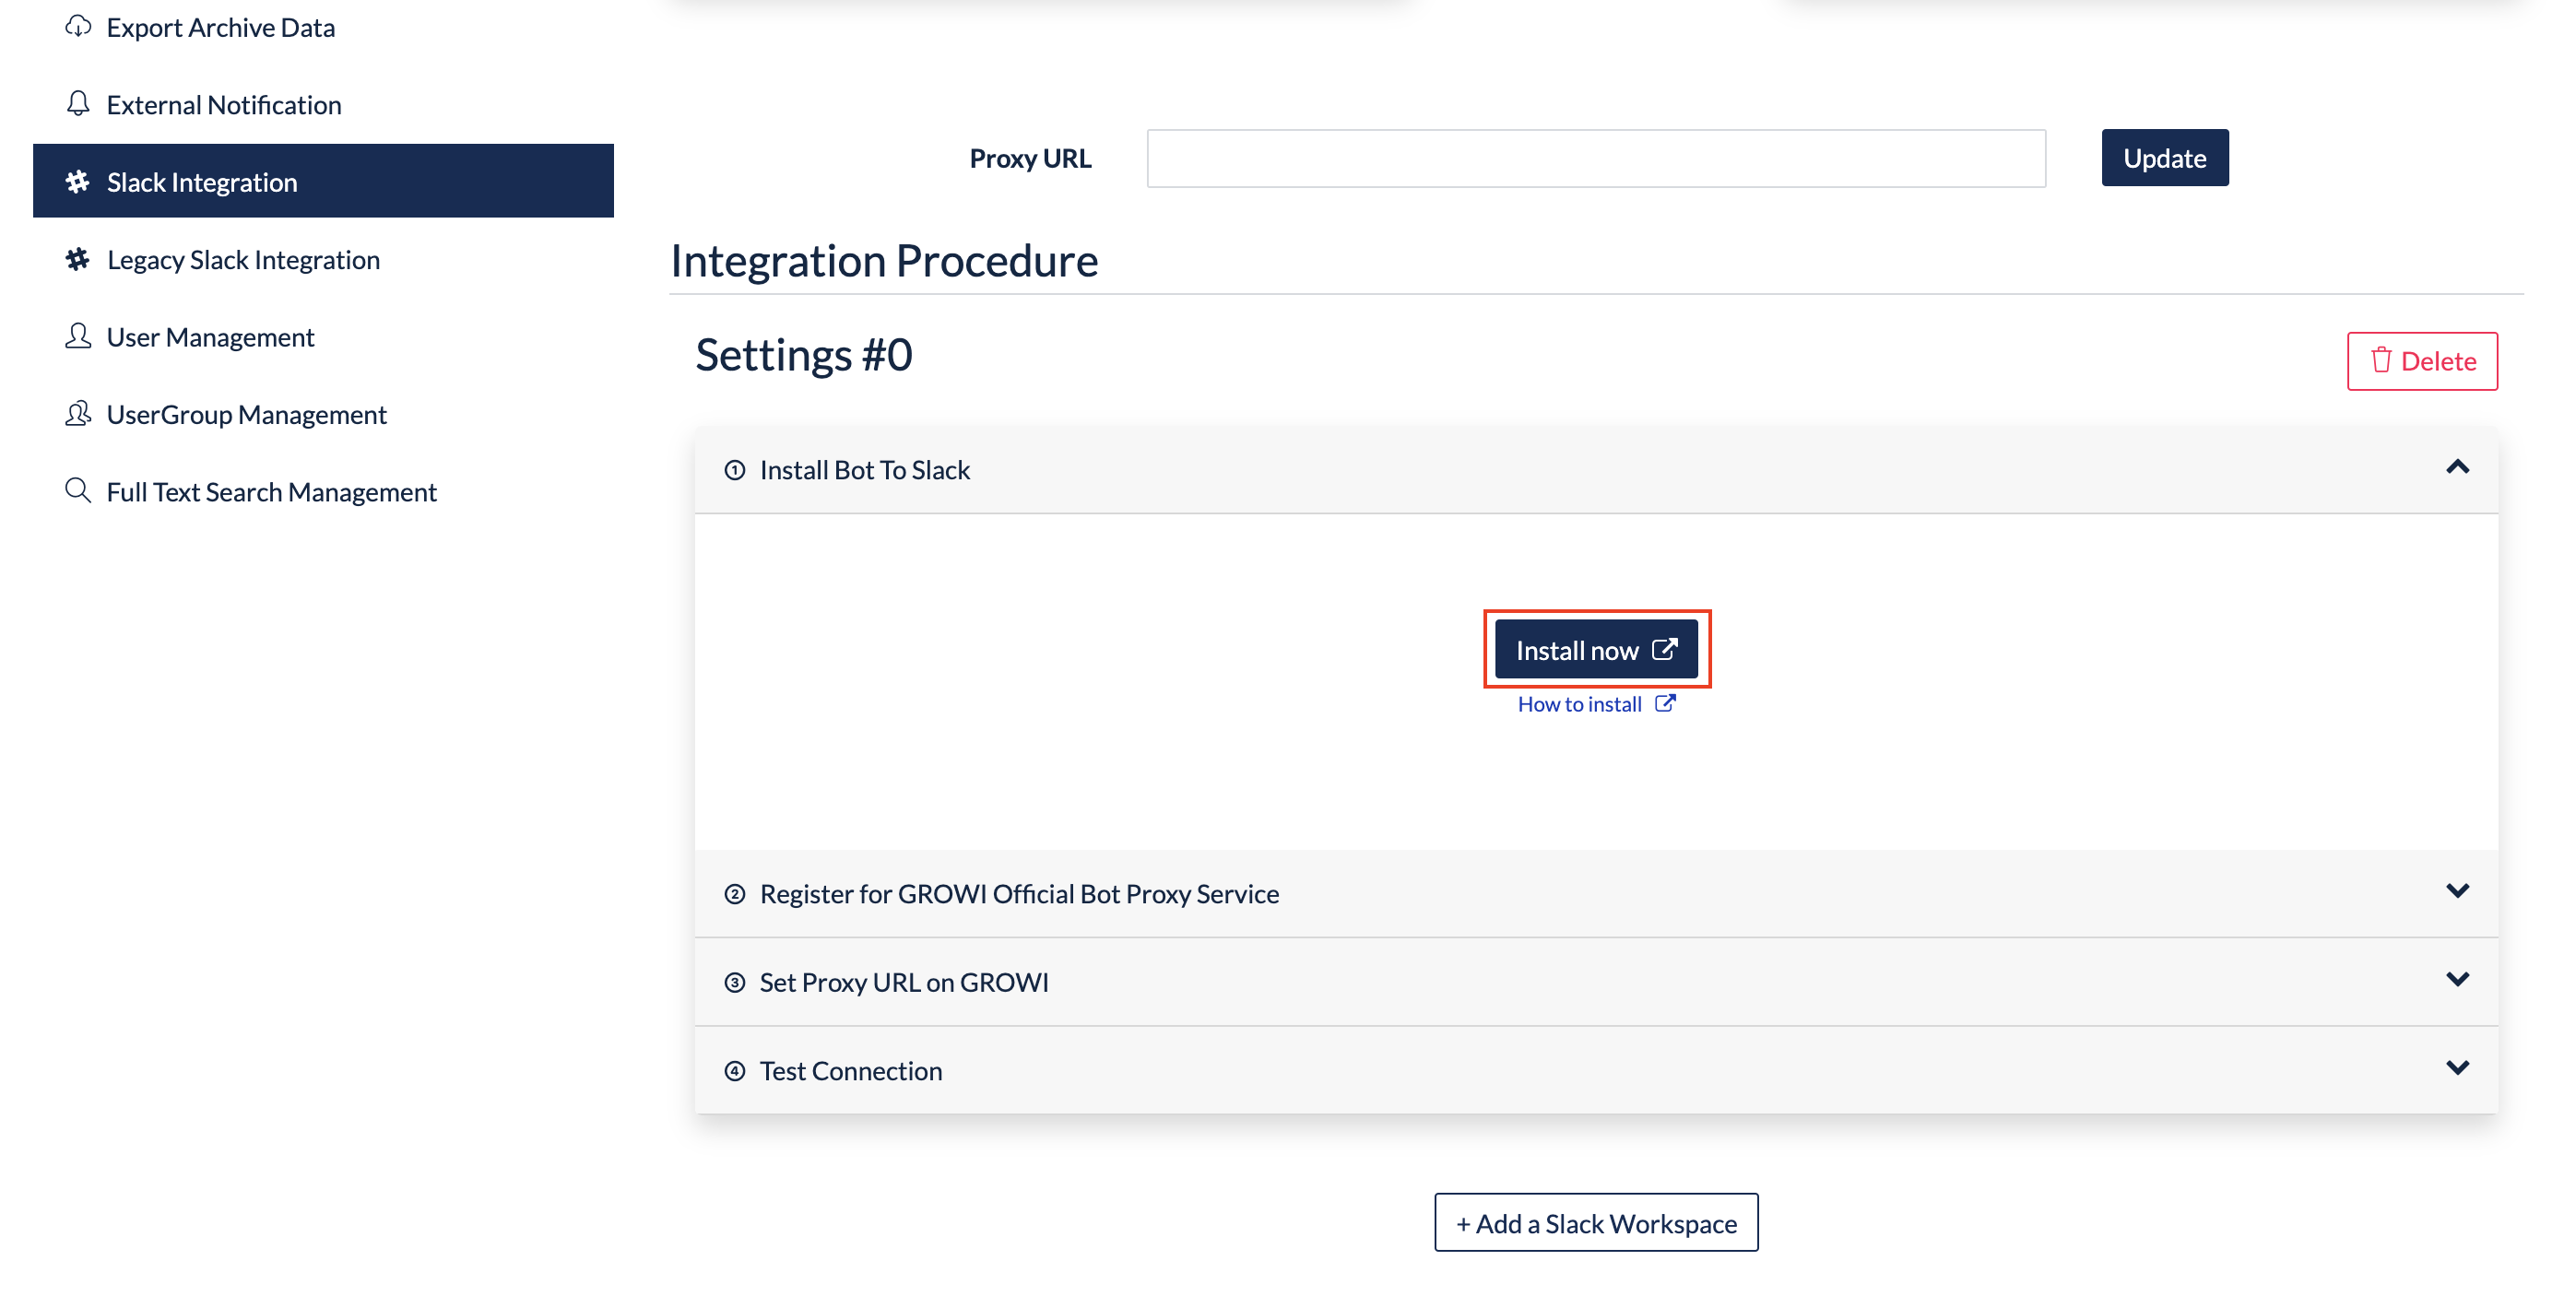 Export Archive Data
External Notification
Slack Integration
Legacy Slack Integration
User Management
UserGroup Management
Full Text Search Management
Proxy URL
Update
Integration Procedure
Settings #0
Delete
① Install Bot To Slack
Install now
How to install
② Register for GROWI Official Bot Proxy Service
③ Set Proxy URL on GROWI
④ Test Connection
+ Add a Slack Workspace